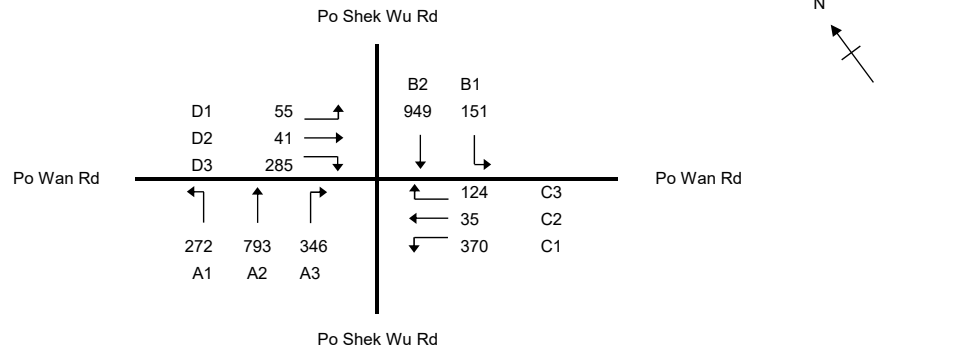 N
Po Shek Wu Rd
B2 B1
D1 55 949 151
D2 41
D3 285
Po Wan Rd Po Wan Rd
124 C3
35 C2
272 793 346 370 C1
A1 A2 A3
Po Shek Wu Rd